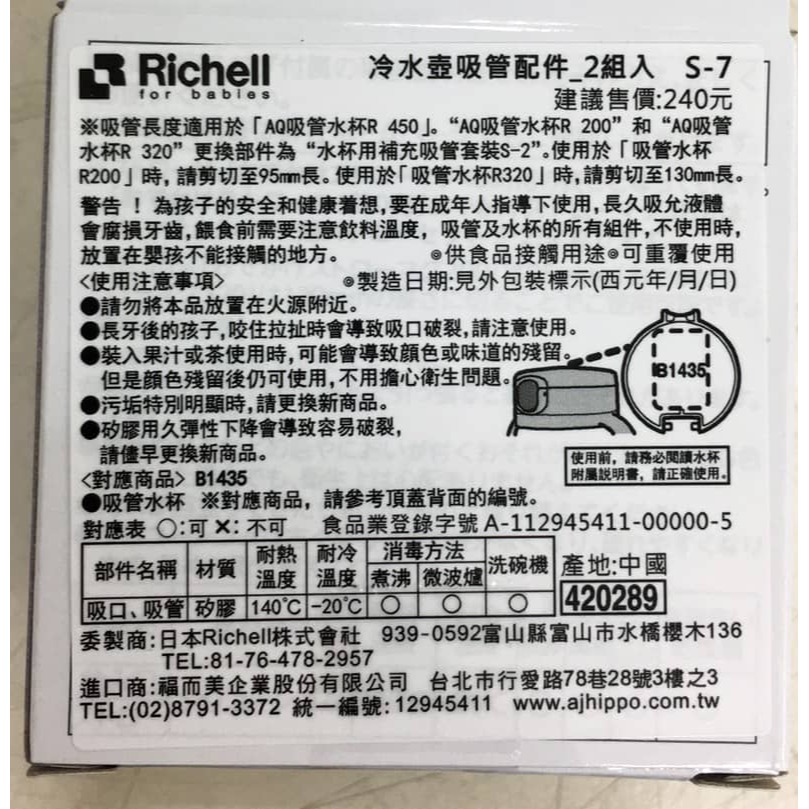 Richell 冷水壺吸管配件_2組入 S-7
for babies 建議售價:240元
※吸管長度適用於「AQ吸管水杯R 450」。“AQ吸管水杯R 200” 和 “AQ吸管
水杯R 320” 更換部件為 “水杯用補充吸管套裝S-2”。使用於「吸管水杯
R200」時, 請剪切至95mm長。使用於「吸管水杯R320」時,請剪切至130mm長。
警告 ! 為孩子的安全和健康着想,要在成年人指導下使用,長久吸允液體
會腐損牙齒,餵食前需要注意飲料溫度, 吸管及水杯的所有組件,不使用時,
放置在嬰孩不能接觸的地方。 ◎供食品接觸用途◎可重覆使用
<使用注意事項> ◎製造日期:見外包裝標示(西元年/月/日)
●請勿將本品放置在火源附近。
●長牙後的孩子,咬住拉扯時會導致吸口破裂,請注意使用。
●裝入果汁或茶使用時,可能會導致顏色或味道的殘留。
但是顏色殘留後仍可使用,不用擔心衛生問題。
B1435
●污垢特別明顯時,請更換新商品。
●矽膠用久彈性下降會導致容易破裂,
請儘早更換新商品。
使用前, 請務必閱讀水杯
附屬説明書, 請正確使用。
<對應商品> B1435
●吸管水杯 ※對應商品, 請參考頂蓋背面的編號。
對應表 ○:可 ×: 不可 食品業登錄字號 A-112945411-00000-5
部件名稱 材質 耐熱溫度 耐冷溫度 消毒方法 煮沸 微波爐 洗碗機 產地:中國
吸口、吸管 矽膠 140℃ -20℃ ○ ○ ○ 420289
委製商:日本Richell株式會社 939-0592富山縣富山市水橋櫻木136
TEL:81-76-478-2957
進口商:福而美企業股份有限公司 台北市行愛路78巷28號3樓之3
TEL:(02)8791-3372 統一編號: 12945411 www.ajhippo.com.tw